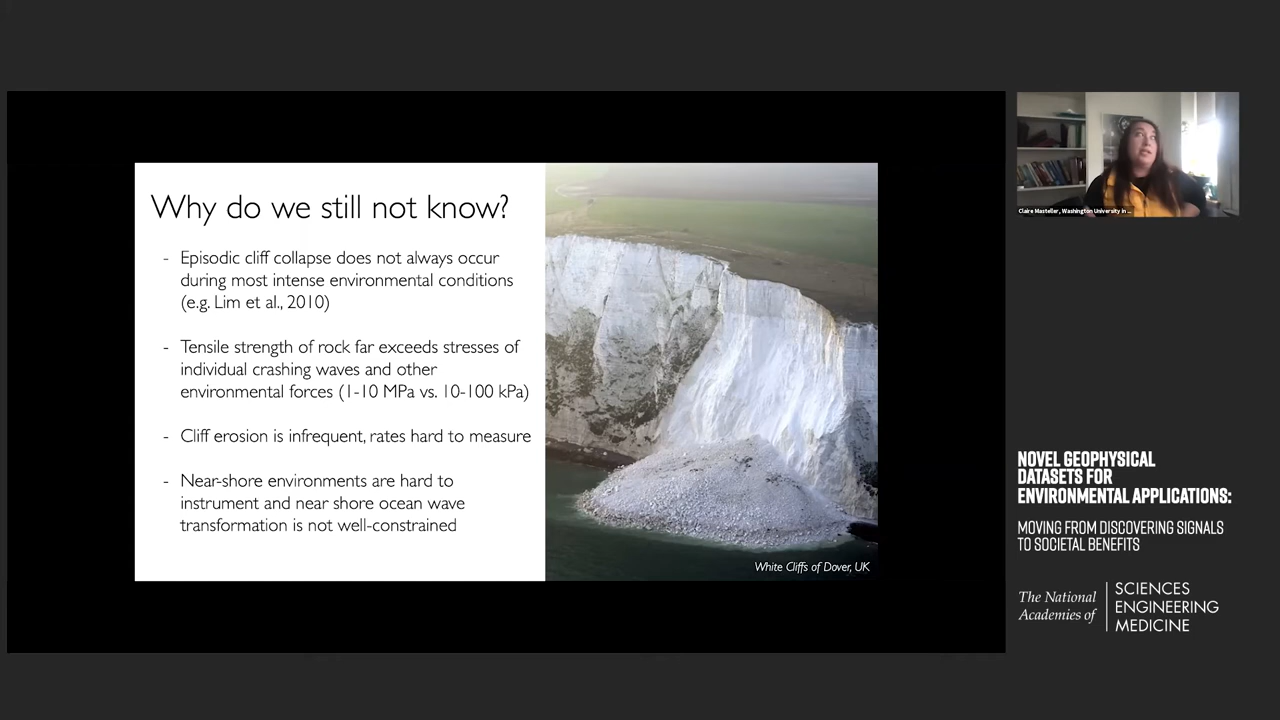 Why do we still not know?
- Episodic cliff collapse does not always occur
during most intense environmental conditions
(e.g. Lim et al., 2010)
- Tensile strength of rock far exceeds stresses of
individual crashing waves and other
environmental forces (1-10 MPa vs. 10-100 kPa)
- Cliff erosion is infrequent, rates hard to measure
- Near-shore environments are hard to
instrument and near shore ocean wave
transformation is not well-constrained
White Cliffs of Dover, UK
Claire Masteller, Washington University in ...
NOVEL GEOPHYSICAL
DATASETS FOR
ENVIRONMENTAL APPLICATIONS:
MOVING FROM DISCOVERING SIGNALS
TO SOCIETAL BENEFITS
The National
Academies of
SCIENCES
ENGINEERING
MEDICINE